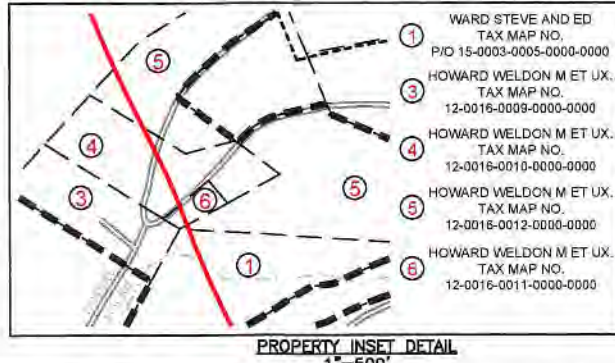 5
4
3
6
5
1
1 WARD STEVE AND ED
TAX MAP NO.
P/O 15-0003-0005-0000-0000
3 HOWARD WELDON M ET UX.
TAX MAP NO.
12-0016-0009-0000-0000
4 HOWARD WELDON M ET UX.
TAX MAP NO.
12-0016-0010-0000-0000
5 HOWARD WELDON M ET UX.
TAX MAP NO.
12-0016-0012-0000-0000
6 HOWARD WELDON M ET UX.
TAX MAP NO.
12-0016-0011-0000-0000
PROPERTY INSET DETAIL
1"=500'